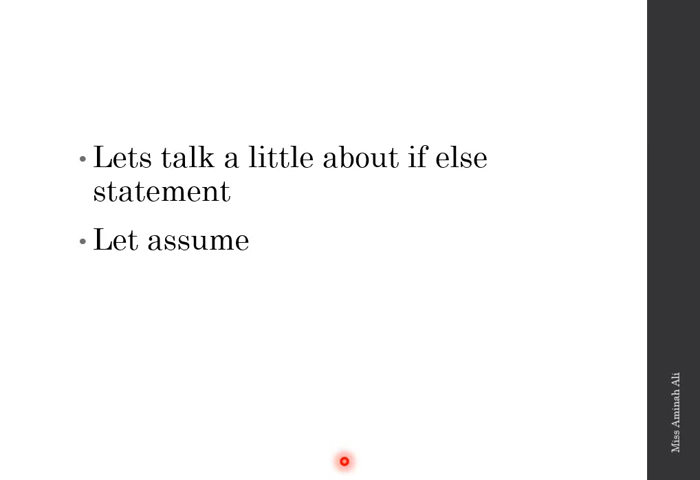 • Lets talk a little about if else
statement
• Let assume
Miss Aminah Ali